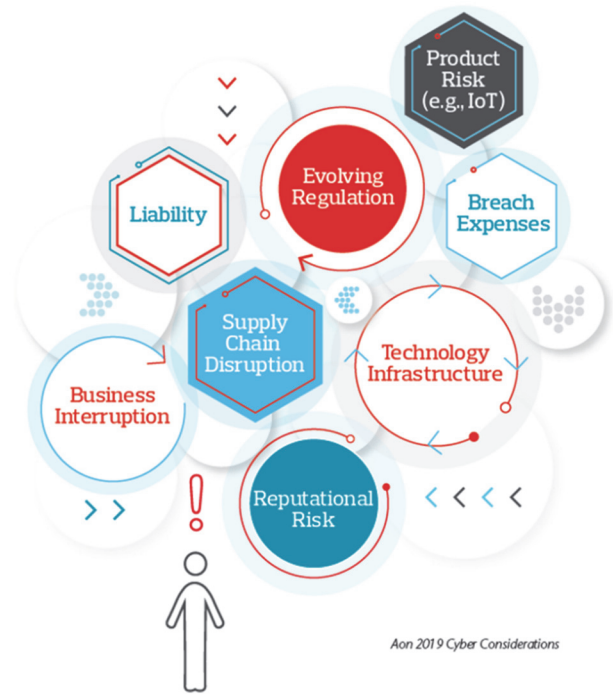 Product
Risk
(e.g., IoT)
Evolving
Regulation
Liability
Breach
Expenses
Supply
Chain
Disruption
Technology
Infrastructure
Business
Interruption
Reputational
Risk
!
Aon 2019 Cyber Considerations